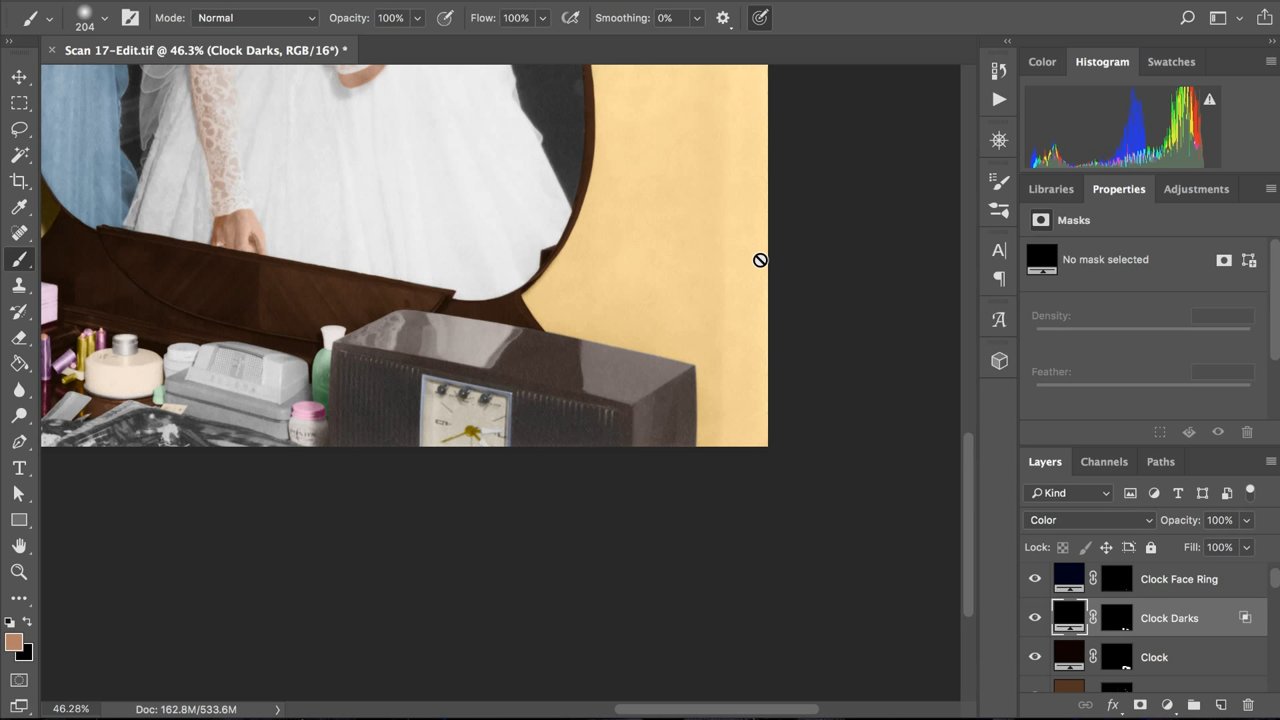 204
Mode: Normal
Opacity: 100%
Flow: 100%
Smoothing: 0%
Scan 17-Edit.tif @ 46.3% (Clock Darks, RGB/16*) *
Color
Histogram
Swatches
Libraries
Properties
Adjustments
Masks
No mask selected
Density:
Feather:
Layers
Channels
Paths
Kind
Color
Opacity: 100%
Lock:
Fill: 100%
Clock Face Ring
Clock Darks
Clock
fx
46.28%
Doc: 162.8M/533.6M